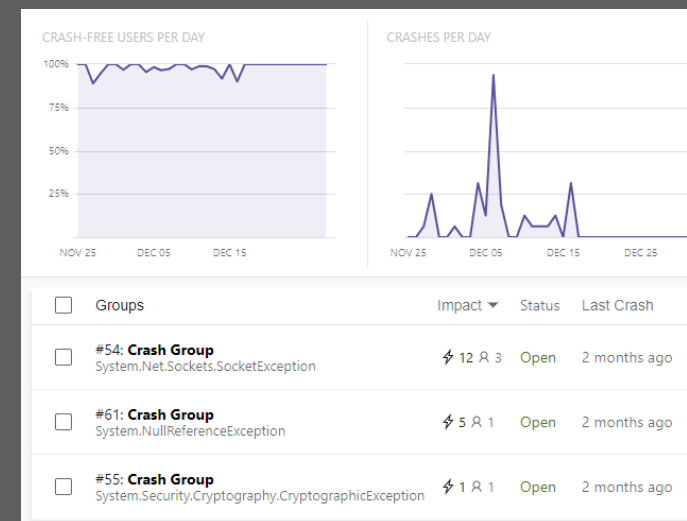 CRASH-FREE USERS PER DAY
100%
75%
50%
25%
NOV 25 DEC 05 DEC 15
CRASHES PER DAY
NOV 25 DEC 05 DEC 15 DEC 25
Groups Impact Status Last Crash
#54: Crash Group
System.Net.Sockets.SocketException
12 3 Open 2 months ago
#61: Crash Group
System.NullReferenceException
5 1 Open 2 months ago
#55: Crash Group
System.Security.Cryptography.CryptographicException
1 1 Open 2 months ago